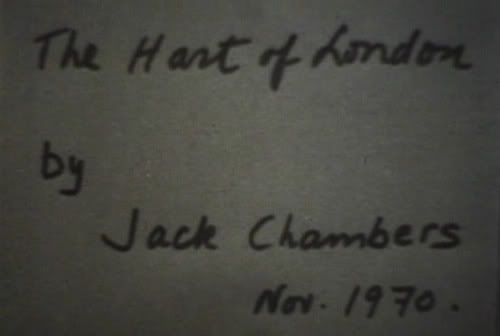 The Hart of London
by
Jack Chambers
Nov. 1970.